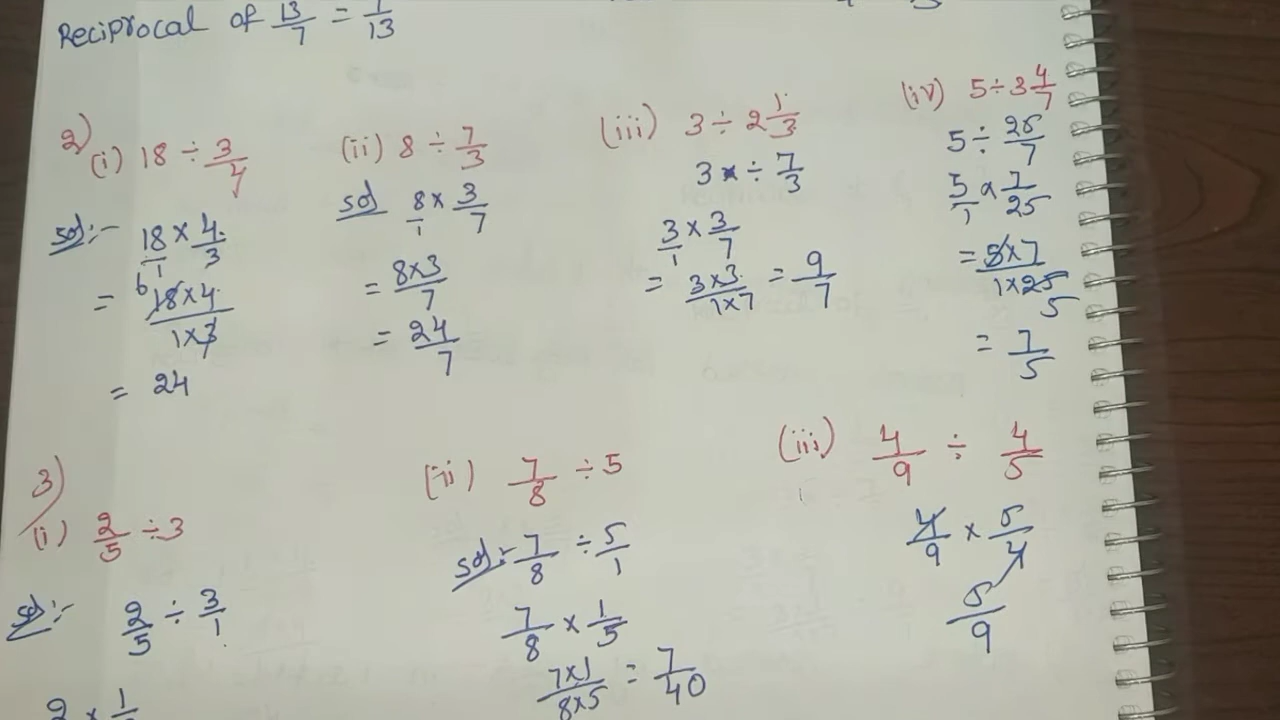 Reciprocal of 13/7 = 1/13
2)
(i) 18 ÷ 3/4
Sol:- 18/1 × 4/3
= 6 18×4/1×3
= 24
(ii) 8 ÷ 7/3
Sol 8/1 × 3/7
= 8×3/7
= 24/7
(iii) 3 ÷ 2 1/3
3 × ÷ 7/3
3/1 × 3/7
= 3×3/1×7 = 9/7
(iv) 5 ÷ 3 4/7
5 ÷ 25/7
5/1 × 7/25
= 5×7/1×25 5
= 7/5
3)
(i) 2/5 ÷ 3
Sol:- 2/5 ÷ 3/1
2 × 1
(ii) 7/8 ÷ 5
Sol:- 7/8 ÷ 5/1
7/8 × 1/5
7×1/8×5 = 7/40
(iii) 4/9 ÷ 4/5
4/9 × 5/4
5/9